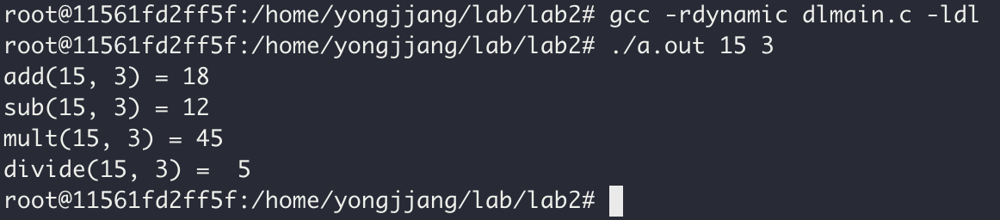 root@11561fd2ff5f:/home/yongjjang/lab/lab2# gcc -rdynamic dlmain.c -ldl
root@11561fd2ff5f:/home/yongjjang/lab/lab2# ./a.out 15 3
add(15, 3) = 18
sub(15, 3) = 12
mult(15, 3) = 45
divide(15, 3) =  5
root@11561fd2ff5f:/home/yongjjang/lab/lab2#